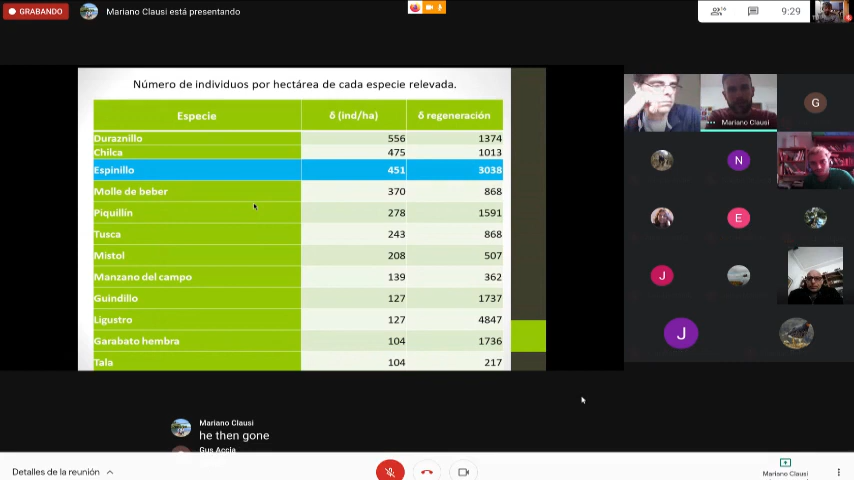 GRABANDO
Mariano Clausi está presentando
16
9:29
Número de individuos por hectárea de cada especie relevada.
Especie δ (ind/ha) δ regeneración
Duraznillo 556 1374
Chilca 475 1013
Espinillo 451 3038
Molle de beber 370 868
Piquillín 278 1591
Tusca 243 868
Mistol 208 507
Manzano del campo 139 362
Guindillo 127 1737
Ligustro 127 4847
Garabato hembra 104 1736
Tala 104 217
Mariano Clausi
G
N
E
J
J
Mariano Clausi
he then gone
Gus Accia
Detalles de la reunión
Mariano Clausi